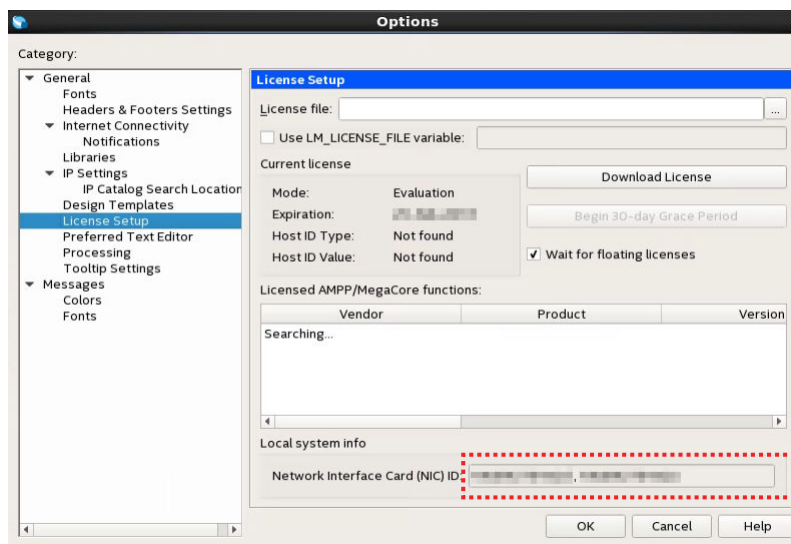 Options
Category:
General
Fonts
Headers & Footers Settings
Internet Connectivity
Notifications
Libraries
IP Settings
IP Catalog Search Location
Design Templates
License Setup
Preferred Text Editor
Processing
Tooltip Settings
Messages
Colors
Fonts
License Setup
License file:
...
Use LM_LICENSE_FILE variable:
Current license
Mode: Evaluation
Expiration:
Host ID Type: Not found
Host ID Value: Not found
Download License
Begin 30-day Grace Period
Wait for floating licenses
Licensed AMPP/MegaCore functions:
Vendor Product Version
Searching...
Local system info
Network Interface Card (NIC) ID:
OK Cancel Help